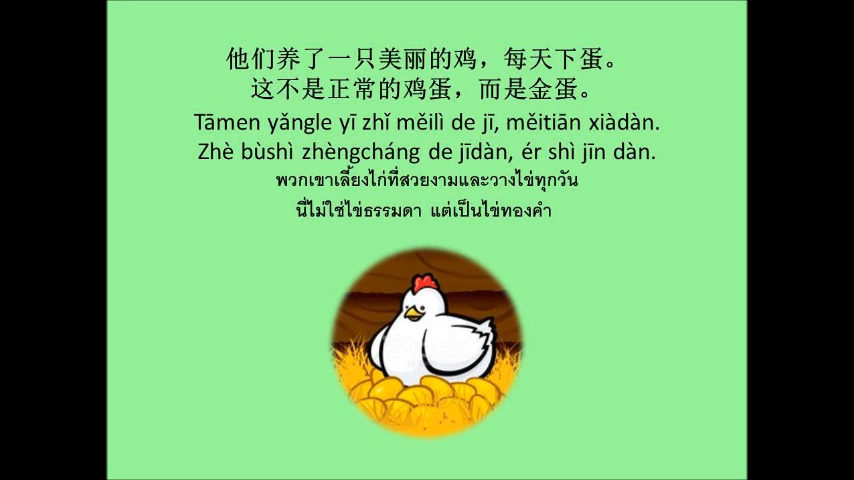 他们养了一只美丽的鸡，每天下蛋。
这不是正常的鸡蛋，而是金蛋。
Tāmen yǎngle yī zhǐ měilì de jī, měitiān xiàdàn.
Zhè bùshì zhèngcháng de jīdàn, ér shì jīn dàn.
พวกเขาเลี้ยงไก่ที่สวยงามและวางไข่ทุกวัน
นี่ไม่ใช่ไข่ธรรมดา แต่เป็นไข่ทองคำ